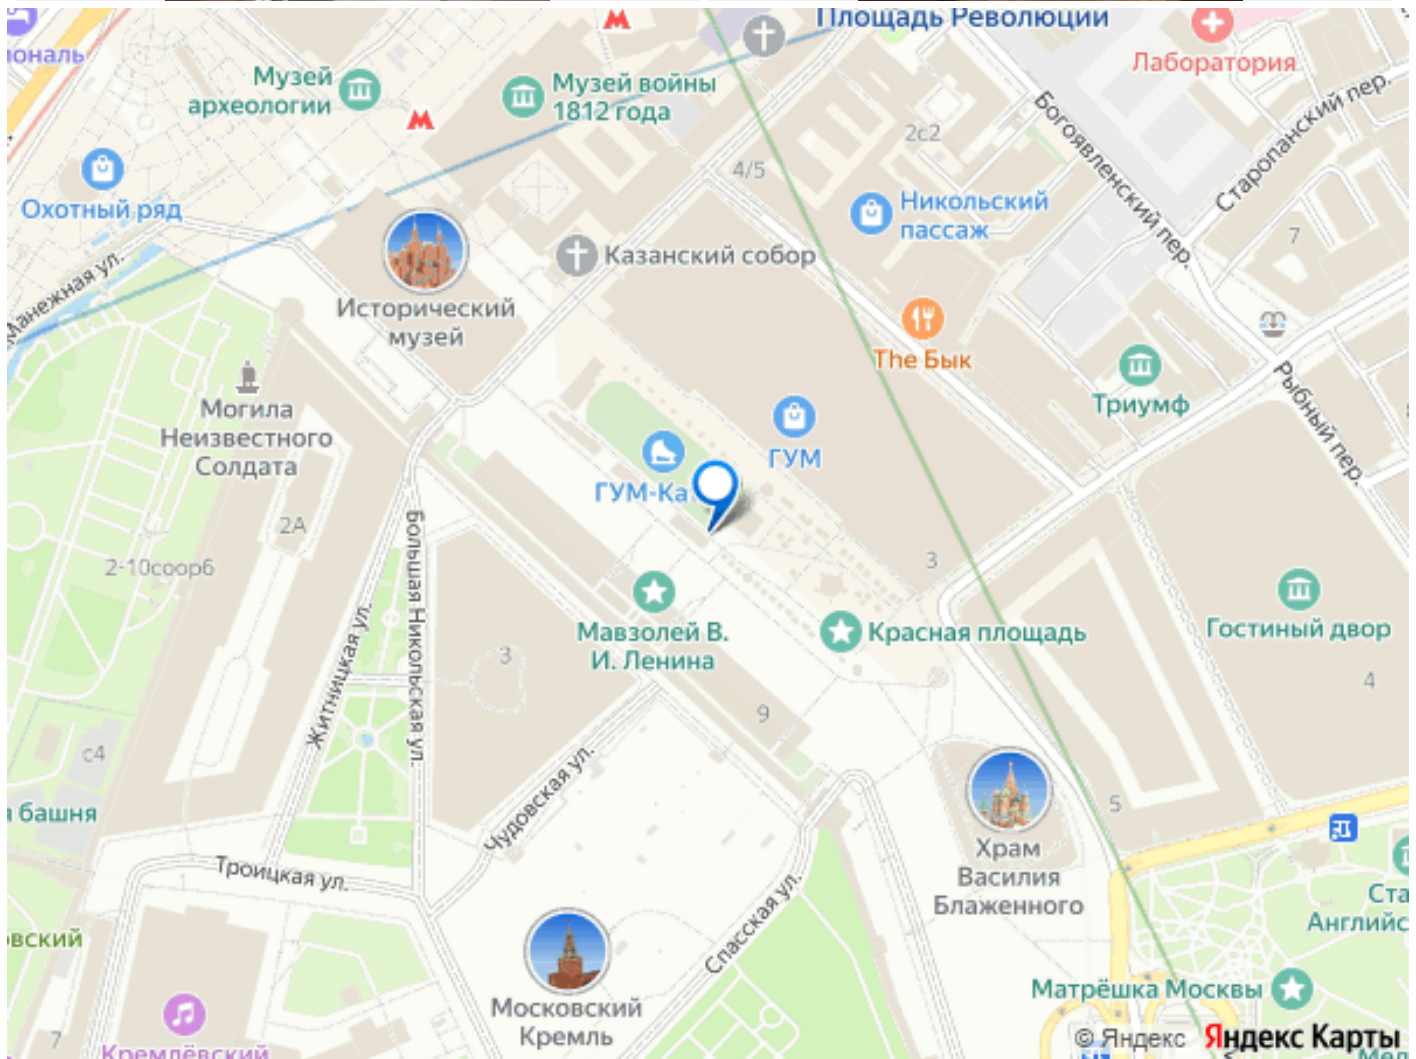 Площадь Революции
Лаборатория
Музей
археологии
Музей войны
1812 года
Богоявленский пер.
Старопанский пер.
2с2
4/5
Охотный ряд
Никольский
пассаж
7
Манежная ул.
Казанский собор
Исторический
музей
The Бык
Триумф
Рыбный пер.
Могила
Неизвестного
Солдата
ГУМ
ГУМ-Ка
2А
2-10соор6
Большая Никольская ул.
Житницкая ул.
3
3
Мавзолей В.
И. Ленина
Красная площадь
Гостиный двор
4
9
с4
Чудовская ул.
5
башня
Троицкая ул.
Храм
Василия
Блаженного
Спасская ул.
Московский
Кремль
Матрёшка Москвы
7
© Яндекс
Яндекс Карты